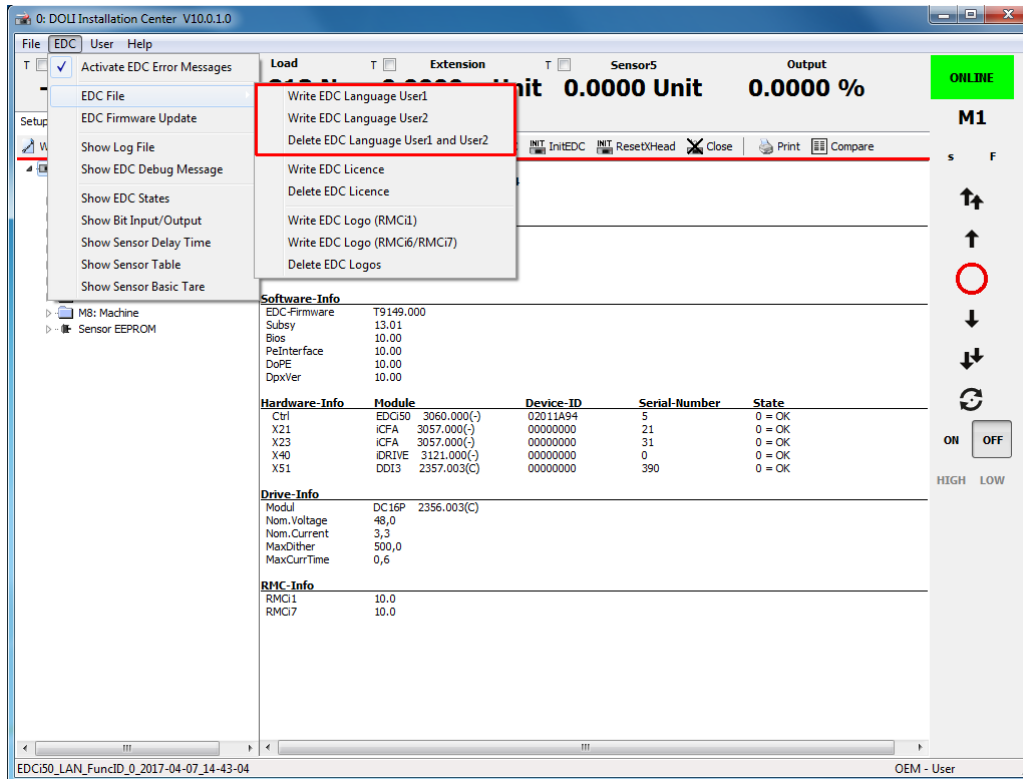 0: DOLI Installation Center V10.0.1.0
File EDC User Help
T Load T Extension T Sensor5 Output
0.0000 Unit 0.0000 %
ONLINE
M1
s F
ON OFF
HIGH LOW
Activate EDC Error Messages
EDC File
EDC Firmware Update
Show Log File
Show EDC Debug Message
Show EDC States
Show Bit Input/Output
Show Sensor Delay Time
Show Sensor Table
Show Sensor Basic Tare
Write EDC Language User1
Write EDC Language User2
Delete EDC Language User1 and User2
Write EDC Licence
Delete EDC Licence
Write EDC Logo (RMCi1)
Write EDC Logo (RMCi6/RMCi7)
Delete EDC Logos
Setup
INIT InitEDC INIT ResetXHead Close Print Compare
M8: Machine
Sensor EEPROM
Software-Info
EDC-Firmware T9149.000
Subsy 13.01
Bios 10.00
PeInterface 10.00
DoPE 10.00
DpxVer 10.00
Hardware-Info Module Device-ID Serial-Number State
Ctrl EDCi50 3060.000(-) 02011A94 5 0 = OK
X21 iCFA 3057.000(-) 00000000 21 0 = OK
X23 iCFA 3057.000(-) 00000000 31 0 = OK
X40 iDRIVE 3121.000(-) 00000000 0 0 = OK
X51 DDI3 2357.003(C) 00000000 390 0 = OK
Drive-Info
Modul DC16P 2356.003(C)
Nom.Voltage 48,0
Nom.Current 3,3
MaxDither 500,0
MaxCurrTime 0,6
RMC-Info
RMCi1 10.0
RMCi7 10.0
EDCi50_LAN_FuncID_0_2017-04-07_14-43-04 OEM - User